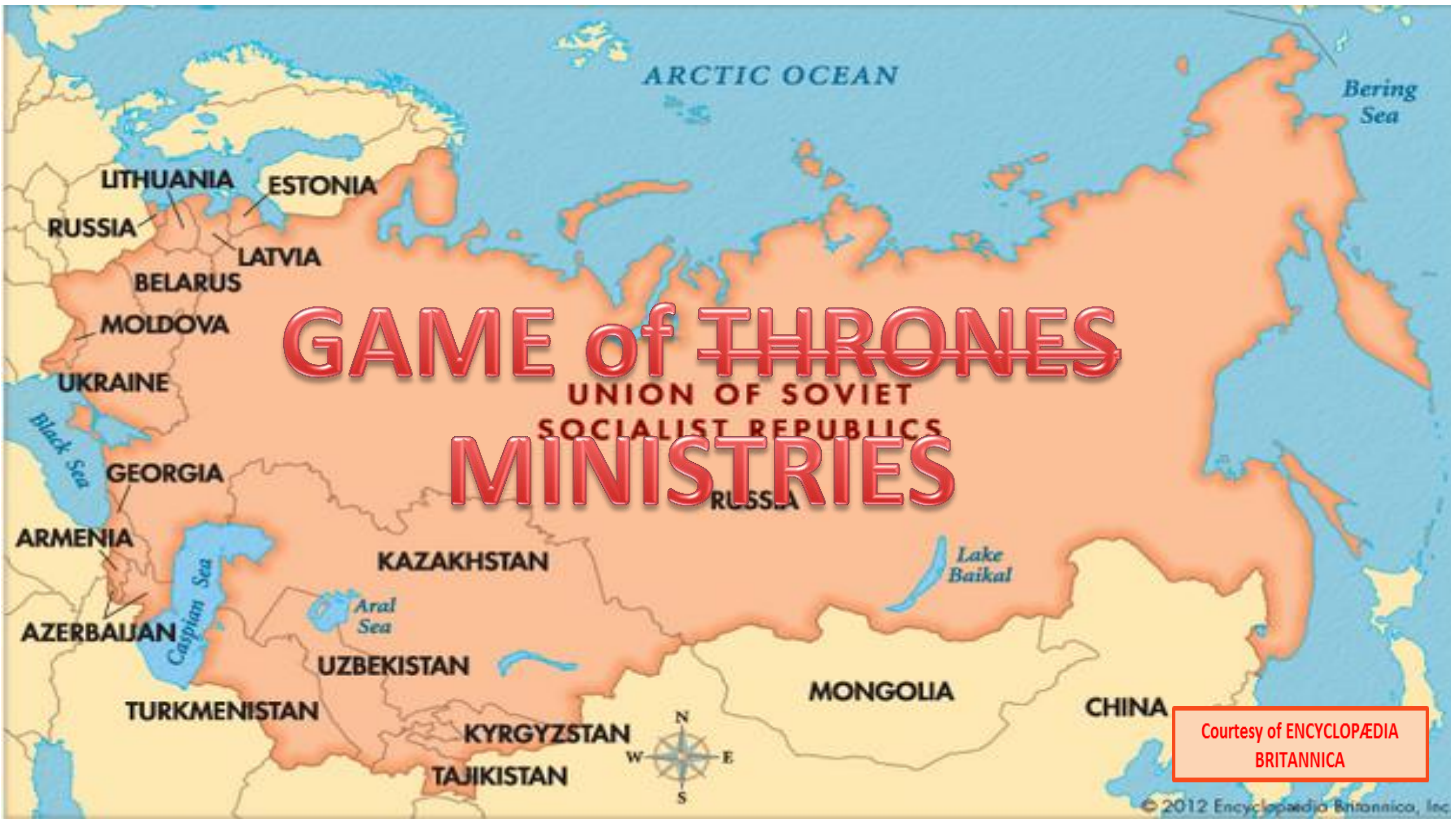 ARCTIC OCEAN
Bering
Sea
LITHUANIA
ESTONIA
RUSSIA
LATVIA
BELARUS
MOLDOVA
GAME of THRONES
UKRAINE
UNION OF SOVIET
SOCIALIST REPUBLICS
MINISTRIES
Black Sea
GEORGIA
RUSSIA
ARMENIA
KAZAKHSTAN
Lake
Baikal
Caspian Sea
Aral
Sea
AZERBAIJAN
UZBEKISTAN
MONGOLIA
TURKMENISTAN
CHINA
KYRGYZSTAN
TAJIKISTAN
N
W
E
S
Courtesy of ENCYCLOPÆDIA
BRITANNICA
© 2012 Encyclopædia Britannica, Inc